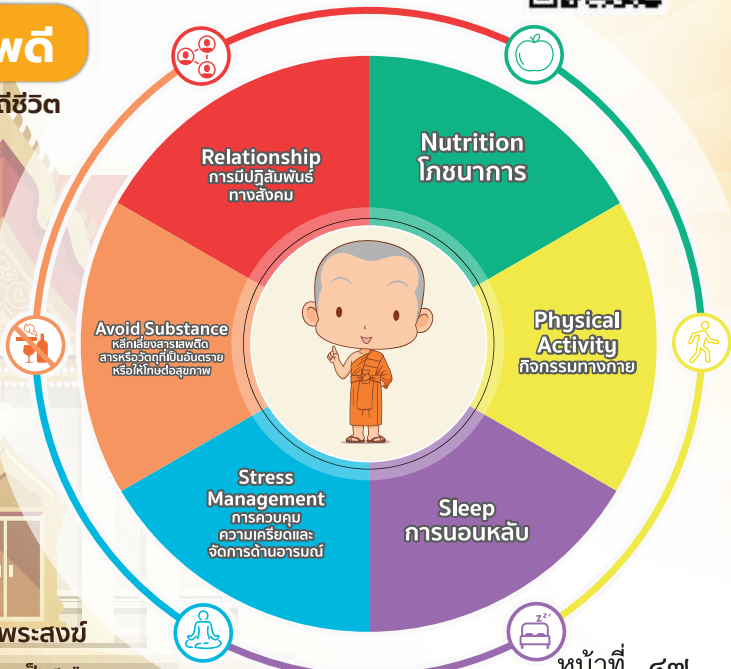 พดี
ถีชีวิต
Relationship
การมีปฏิสัมพันธ์
ทางสังคม
Nutrition
โภชนาการ
Avoid Substance
หลีกเลี่ยงสารเสพติด
สารหรือวัตถุที่เป็นอันตราย
หรือให้โทษต่อสุขภาพ
Physical
Activity
กิจกรรมทางกาย
Stress
Management
การควบคุม
ความเครียดและ
จัดการด้านอารมณ์
Sleep
การนอนหลับ
zzz
พระสงฆ์
หน้าที่ ๔๗